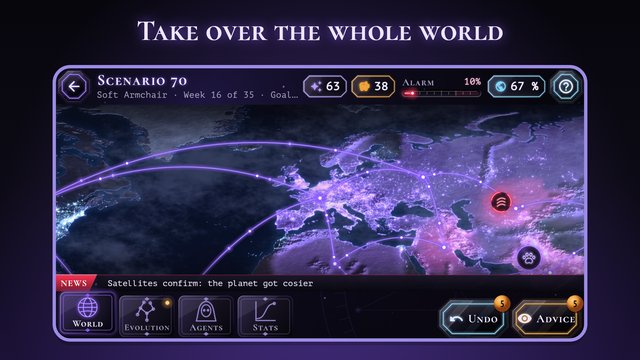 Take over the whole world
Scenario 70
Soft Armchair · Week 16 of 35 · Goal…
63
38
Alarm 10%
67 %
?
NEWS Satellites confirm: the planet got cosier
World
Evolution
Agents
Stats
Undo 5
Advice 5